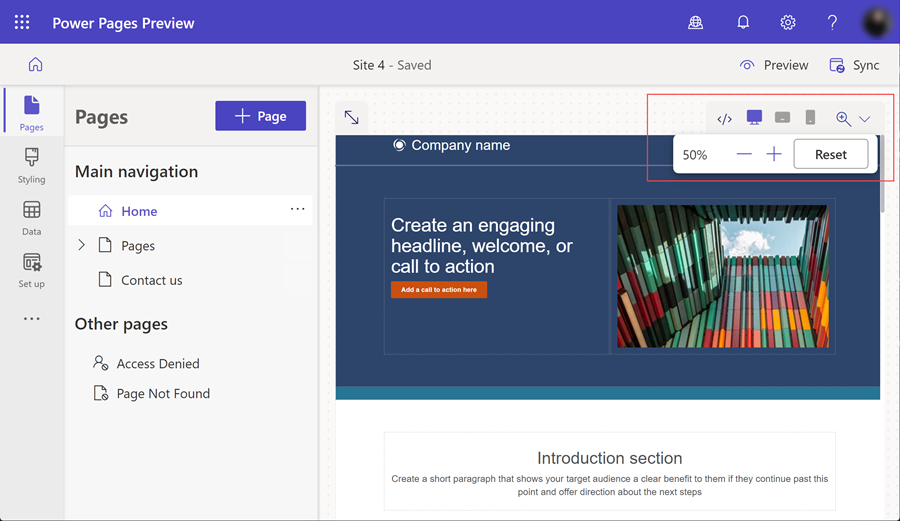 Power Pages Preview
Site 4 - Saved
Preview
Sync
Pages
Styling
Data
Set up
Pages
+ Page
Main navigation
Home
Pages
Contact us
Other pages
Access Denied
Page Not Found
</>
50%
Reset
Company name
Create an engaging
headline, welcome, or
call to action
Add a call to action here
Introduction section
Create a short paragraph that shows your target audience a clear benefit to them if they continue past this
point and offer direction about the next steps